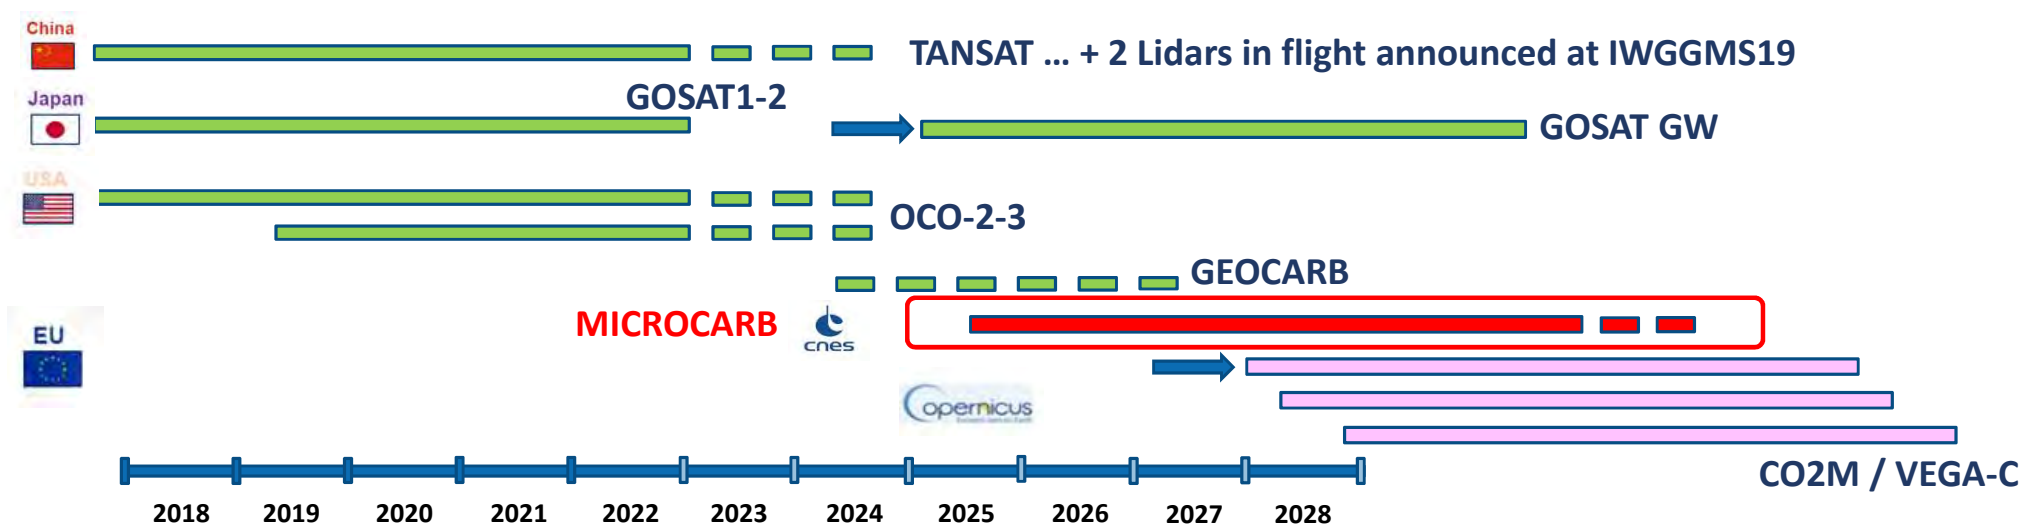 China
TANSAT ... + 2 Lidars in flight announced at IWGGMS19
Japan
GOSAT1-2
GOSAT GW
USA
OCO-2-3
GEOCARB
MICROCARB
cnes
EU
opernicus
CO2M / VEGA-C
2018 2019 2020 2021 2022 2023 2024 2025 2026 2027 2028